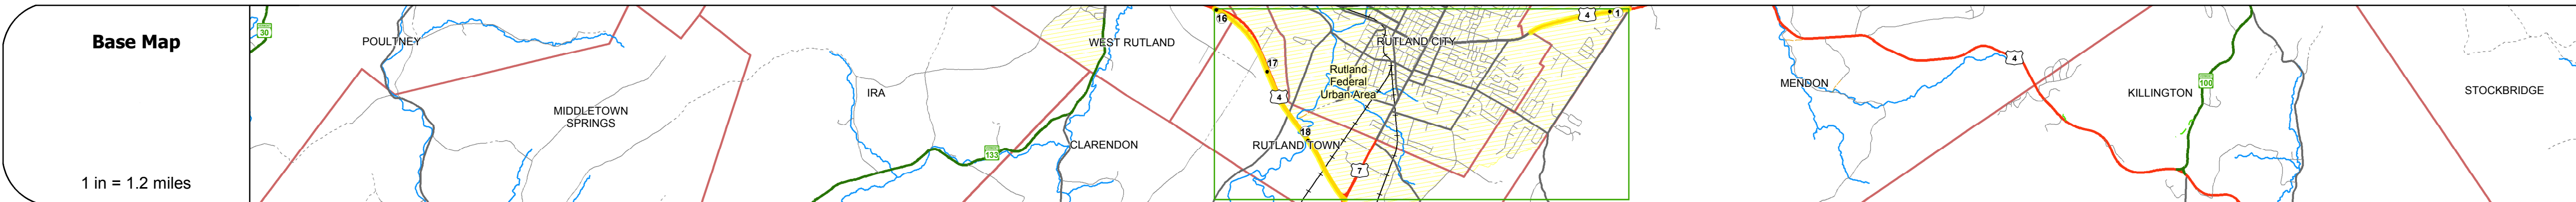 Base Map
1 in = 1.2 miles
30
POULTNEY
MIDDLETOWN
SPRINGS
IRA
133
WEST RUTLAND
CLARENDON
16
17
4
18
RUTLAND TOWN
Rutland
Federal
Urban Area
RUTLAND CITY
7
4
1
MENDON
4
KILLINGTON
100
STOCKBRIDGE